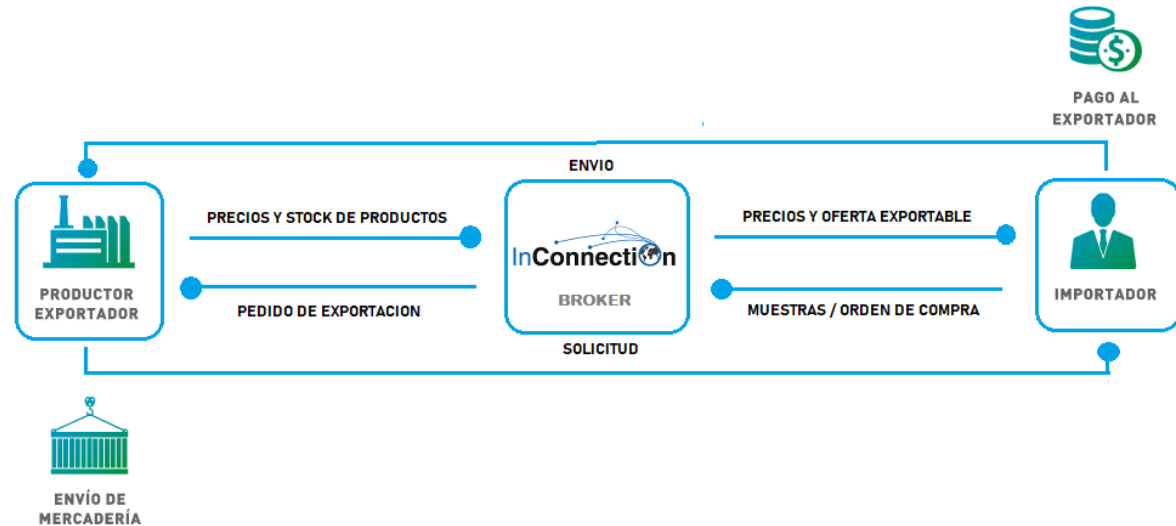 PAGO AL
EXPORTADOR
ENVIO
PRECIOS Y STOCK DE PRODUCTOS
PRECIOS Y OFERTA EXPORTABLE
InConnection
BROKER
PRODUCTOR
EXPORTADOR
PEDIDO DE EXPORTACION
MUESTRAS / ORDEN DE COMPRA
IMPORTADOR
SOLICITUD
ENVÍO DE
MERCADERÍA